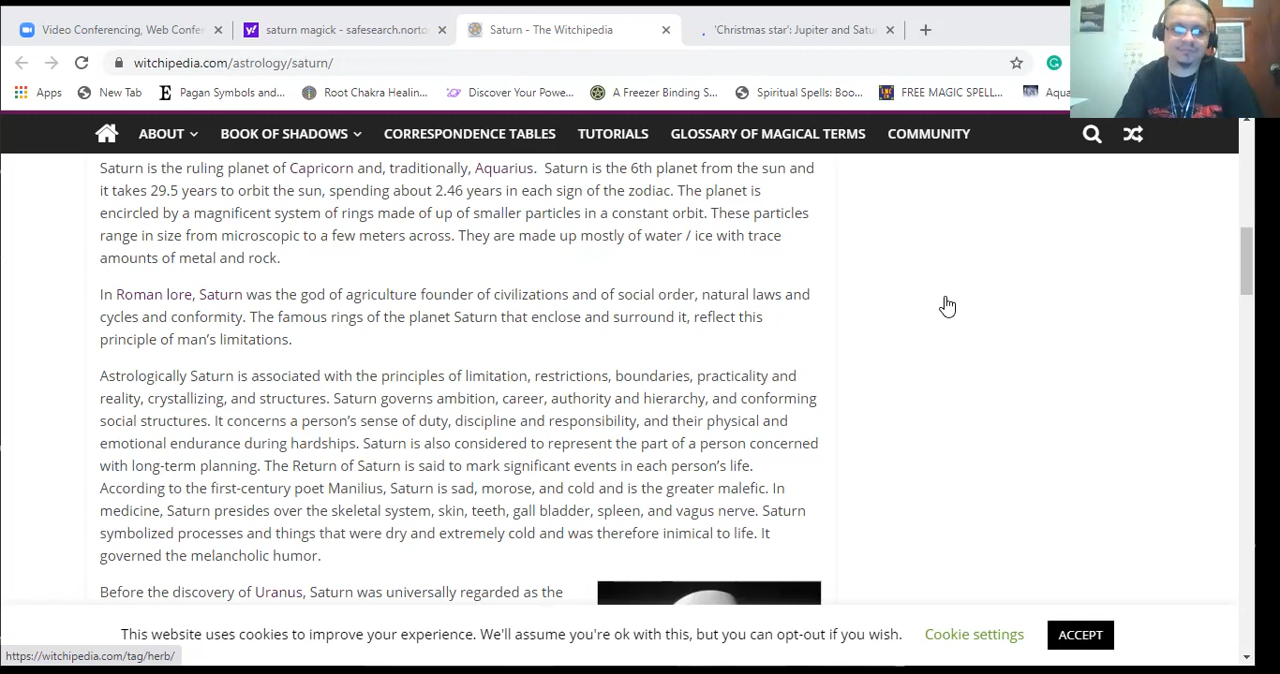 Video Conferencing, Web Confe
saturn magick - safesearch.norto
Saturn - The Witchipedia
'Christmas star': Jupiter and Satu
witchipedia.com/astrology/saturn/
Apps
New Tab
Pagan Symbols and...
Root Chakra Healin...
Discover Your Powe...
A Freezer Binding S...
Spiritual Spells: Boo...
FREE MAGIC SPELL...
Aqua
ABOUT
BOOK OF SHADOWS
CORRESPONDENCE TABLES
TUTORIALS
GLOSSARY OF MAGICAL TERMS
COMMUNITY
Saturn is the ruling planet of Capricorn and, traditionally, Aquarius. Saturn is the 6th planet from the sun and
it takes 29.5 years to orbit the sun, spending about 2.46 years in each sign of the zodiac. The planet is
encircled by a magnificent system of rings made of up of smaller particles in a constant orbit. These particles
range in size from microscopic to a few meters across. They are made up mostly of water / ice with trace
amounts of metal and rock.
In Roman lore, Saturn was the god of agriculture founder of civilizations and of social order, natural laws and
cycles and conformity. The famous rings of the planet Saturn that enclose and surround it, reflect this
principle of man's limitations.
Astrologically Saturn is associated with the principles of limitation, restrictions, boundaries, practicality and
reality, crystallizing, and structures. Saturn governs ambition, career, authority and hierarchy, and conforming
social structures. It concerns a person's sense of duty, discipline and responsibility, and their physical and
emotional endurance during hardships. Saturn is also considered to represent the part of a person concerned
with long-term planning. The Return of Saturn is said to mark significant events in each person's life.
According to the first-century poet Manilius, Saturn is sad, morose, and cold and is the greater malefic. In
medicine, Saturn presides over the skeletal system, skin, teeth, gall bladder, spleen, and vagus nerve. Saturn
symbolized processes and things that were dry and extremely cold and was therefore inimical to life. It
governed the melancholic humor.
Before the discovery of Uranus, Saturn was universally regarded as the
This website uses cookies to improve your experience. We'll assume you're ok with this, but you can opt-out if you wish.
Cookie settings
ACCEPT
https://witchipedia.com/tag/herb/